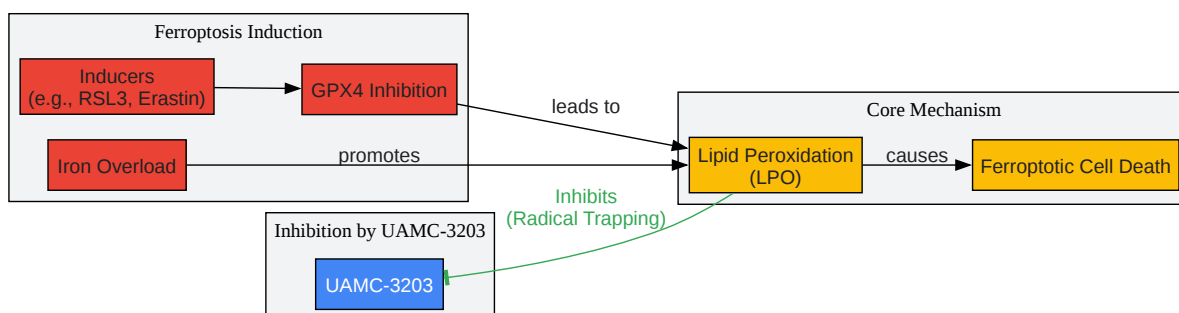 Ferroptosis Induction
Inducers
(e.g., RSL3, Erastin)
GPX4 Inhibition
Iron Overload
leads to
promotes
Core Mechanism
Lipid Peroxidation
(LPO)
causes
Ferroptotic Cell Death
Inhibits
(Radical Trapping)
Inhibition by UAMC-3203
UAMC-3203